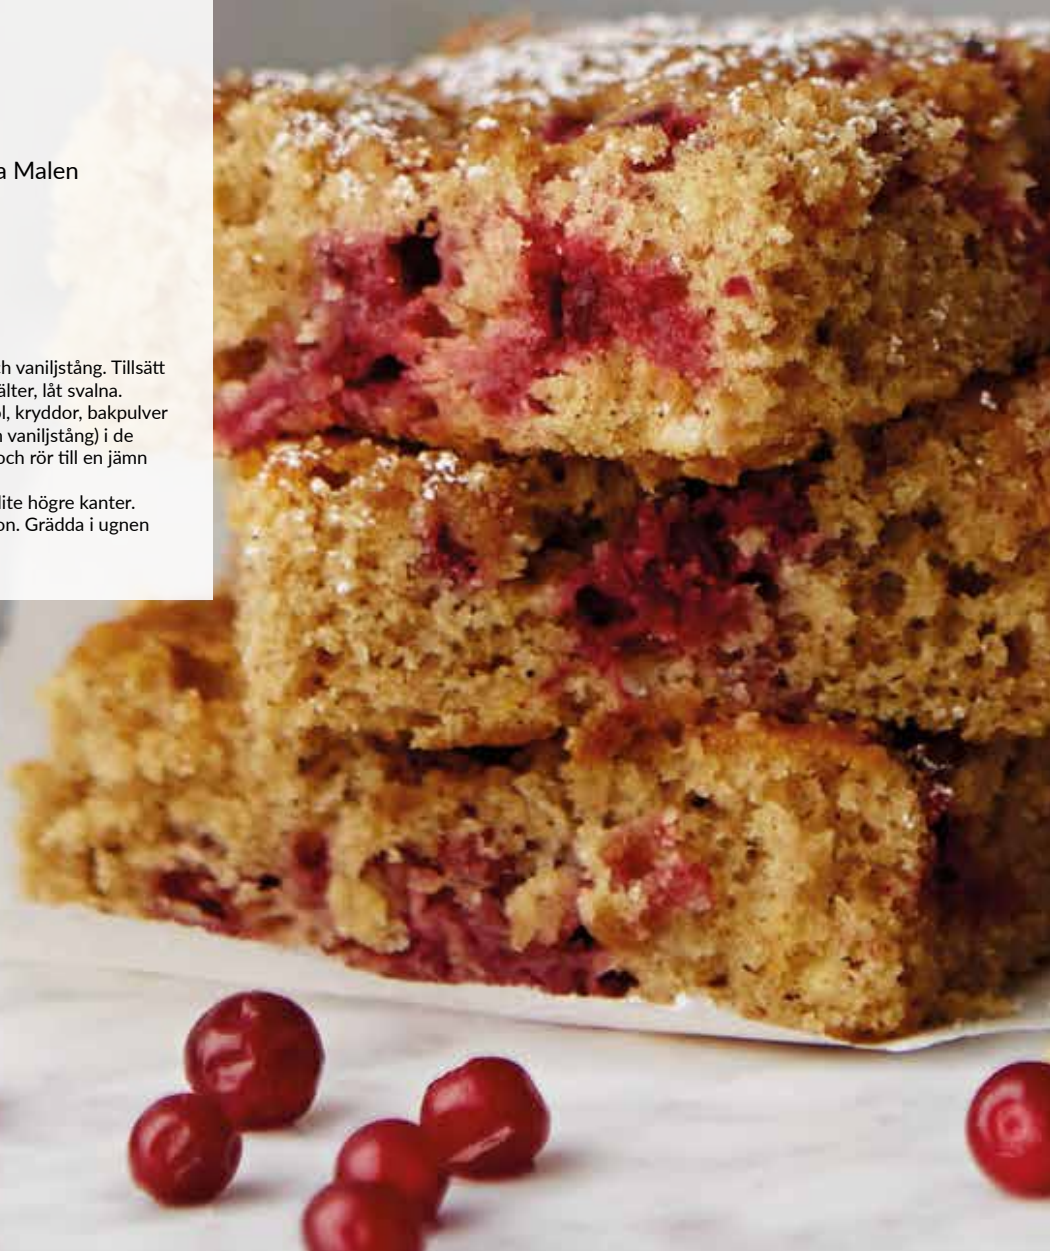 a Malen
h vaniljstång. Tillsätt
älter, låt svalna.
l, kryddor, bakpulver
vaniljstång) i de
och rör till en jämn
lite högre kanter.
on. Grädda i ugnen